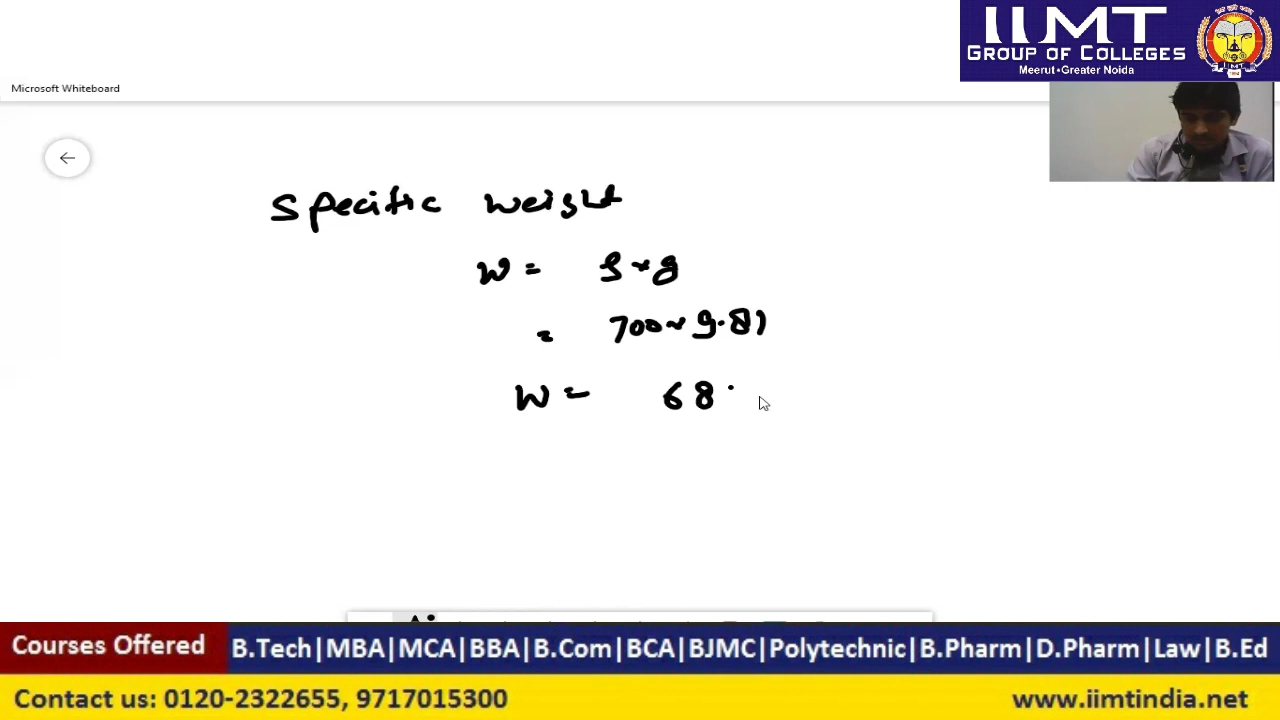 IIMT
GROUP OF COLLEGES
Meerut•Greater Noida
Microsoft Whiteboard
Specific weight
w = ρ×g
= 700×9.81
w = 68
Courses Offered
B.Tech|MBA|MCA|BBA|B.Com|BCA|BJMC|Polytechnic|B.Pharm|D.Pharm|Law|B.Ed
Contact us: 0120-2322655, 9717015300
www.iimtindia.net